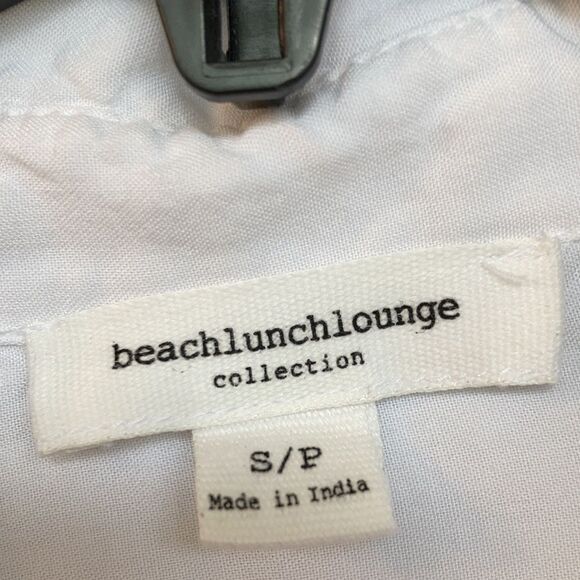 beachlunchlounge
collection
S/P
Made in India